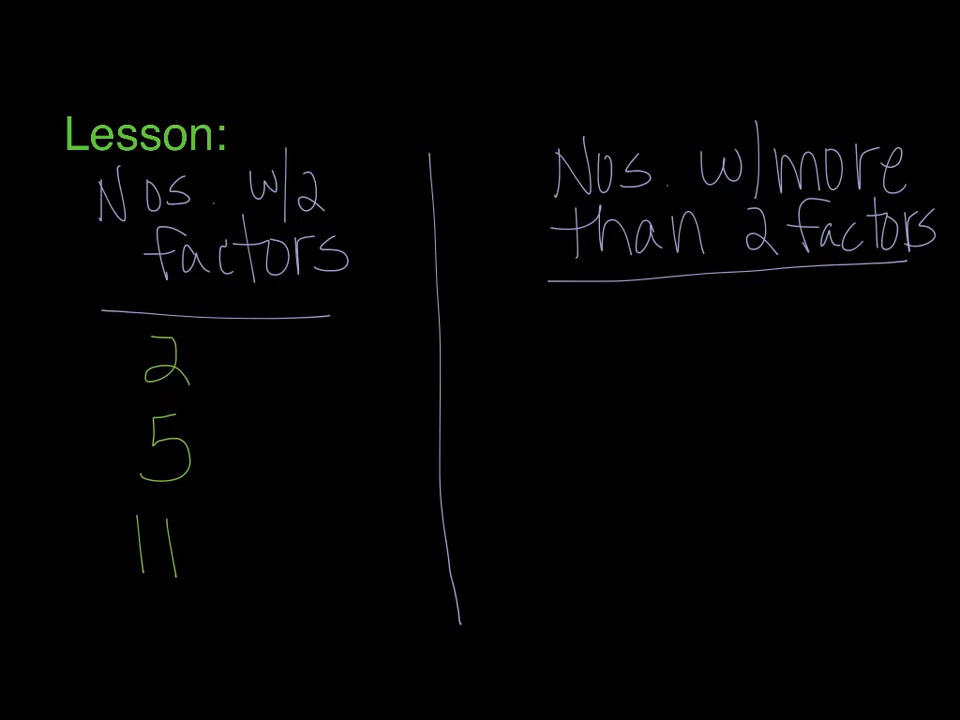 Lesson:
Nos. w/2
factors
2
5
11
Nos. w/more
than 2 factors